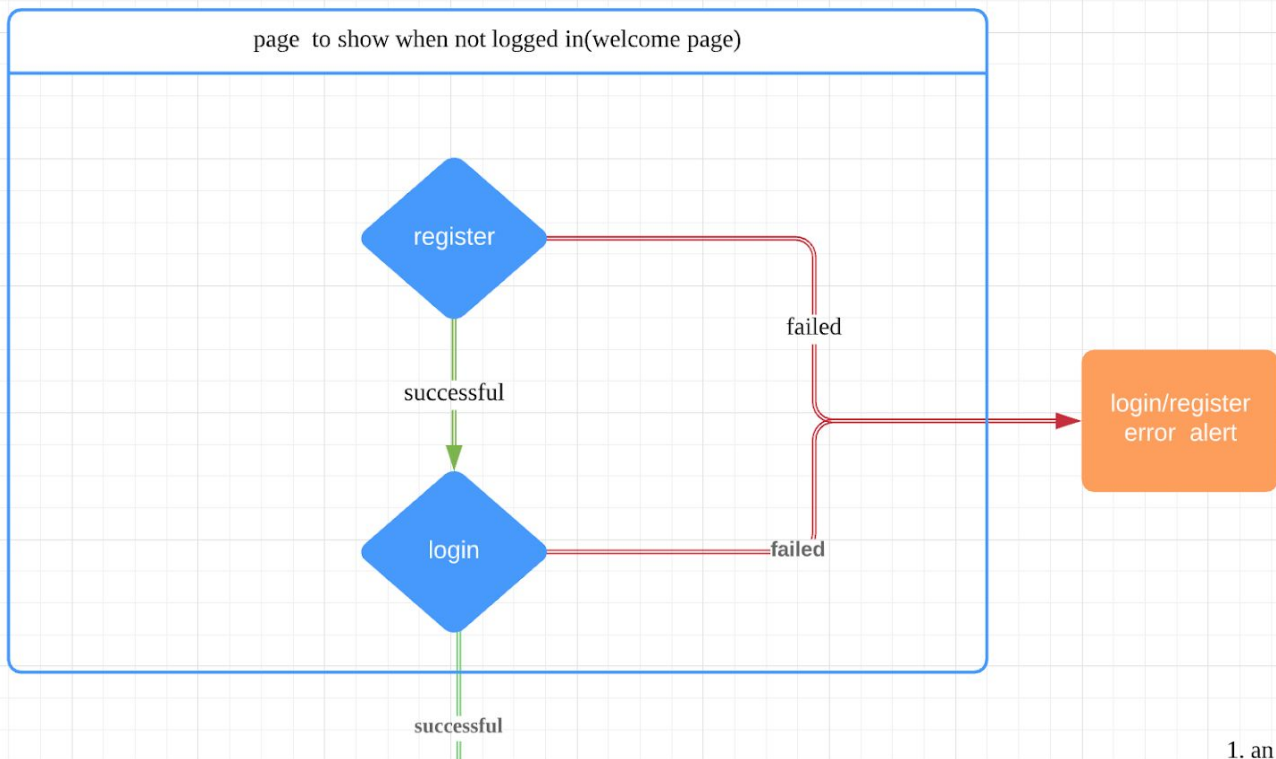 page  to show when not logged in(welcome page)
register
failed
successful
login/register
error  alert
login
failed
successful
1. an